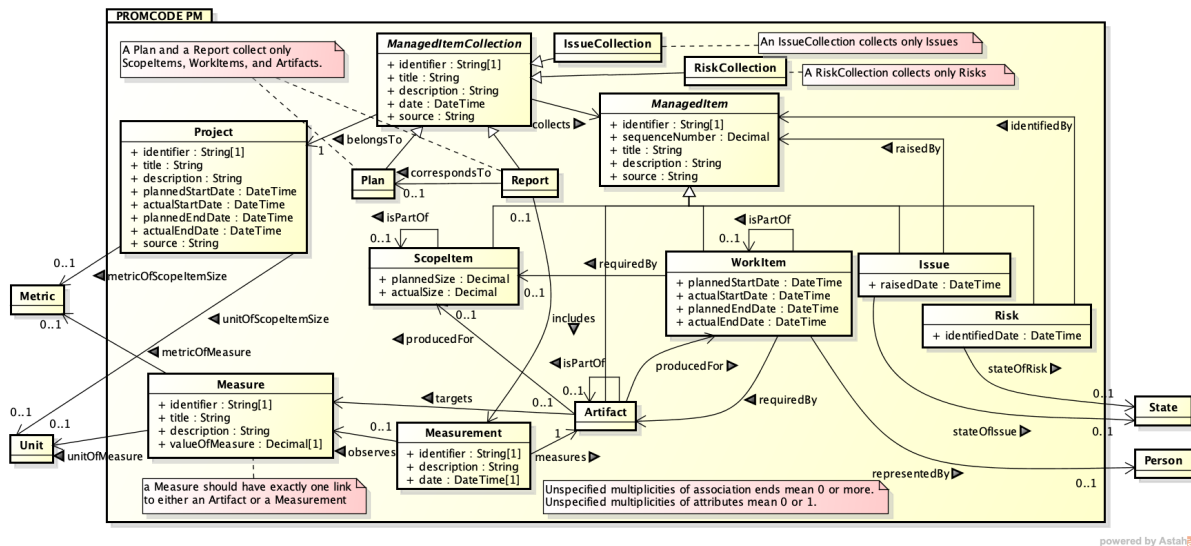 PROMCODE PM
A Plan and a Report collect only
ScopeItems, WorkItems, and Artifacts.
ManagedItemCollection
+ identifier : String[1]
+ title : String
+ description : String
+ date : DateTime
+ source : String
IssueCollection
An IssueCollection collects only Issues
RiskCollection
A RiskCollection collects only Risks
ManagedItem
+ identifier : String[1]
+ sequenceNumber : Decimal
+ title : String
+ description : String
+ source : String
collects
identifiedBy
raisedBy
belongsTo
1
Project
+ identifier : String[1]
+ title : String
+ description : String
+ plannedStartDate : DateTime
+ actualStartDate : DateTime
+ plannedEndDate : DateTime
+ actualEndDate : DateTime
+ source : String
Plan
correspondsTo
0..1
Report
0..1
isPartOf
0..1
isPartOf
0..1
ScopeItem
+ plannedSize : Decimal
+ actualSize : Decimal
requiredBy
0..1
WorkItem
+ plannedStartDate : DateTime
+ actualStartDate : DateTime
+ plannedEndDate : DateTime
+ actualEndDate : DateTime
Issue
+ raisedDate : DateTime
Risk
+ identifiedDate : DateTime
0..1
metricOfScopeItemSize
Metric
0..1
unitOfScopeItemSize
metricOfMeasure
0..1
producedFor
includes
isPartOf
0..1
producedFor
requiredBy
stateOfRisk
0..1
State
0..1
stateOfIssue
Measure
+ identifier : String[1]
+ title : String
+ description : String
+ valueOfMeasure : Decimal[1]
targets
0..1
Artifact
0..1
Unit
0..1
unitOfMeasure
0..1
observes
Measurement
+ identifier : String[1]
+ description : String
+ date : DateTime[1]
1
measures
Person
representedBy
0..1
a Measure should have exactly one link
to either an Artifact or a Measurement
Unspecified multiplicities of association ends mean 0 or more.
Unspecified multiplicities of attributes mean 0 or 1.
powered by Astah